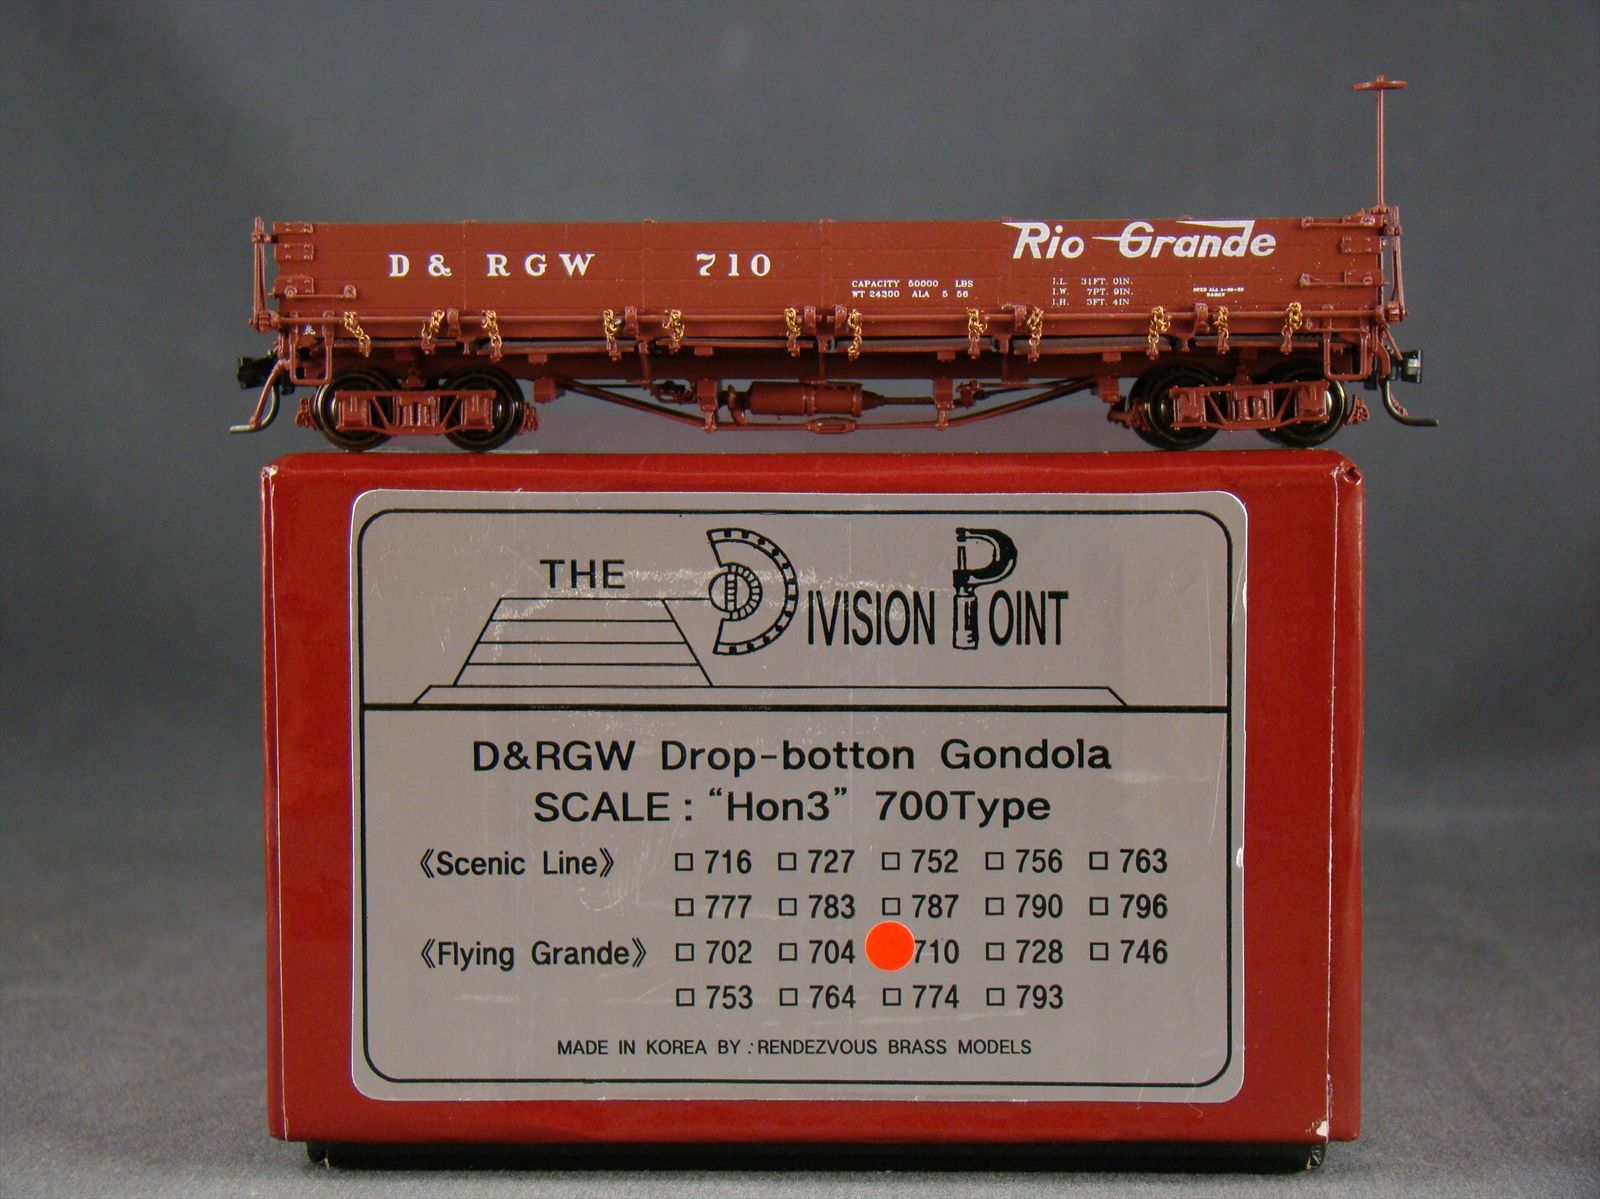 D & RGW 710
Rio Grande
CAPACITY 50000 LBS
WT 24300 ALA 5 56
I.L. 31FT. 0IN.
I.W. 7PT. 9IN.
I.H. 3FT. 4IN
THE DIVISION POINT
D&RGW Drop-botton Gondola
SCALE : "Hon3" 700Type
《Scenic Line》 □ 716 □ 727 □ 752 □ 756 □ 763
□ 777 □ 783 □ 787 □ 790 □ 796
《Flying Grande》 □ 702 □ 704 710 □ 728 □ 746
□ 753 □ 764 □ 774 □ 793
MADE IN KOREA BY : RENDEZVOUS BRASS MODELS